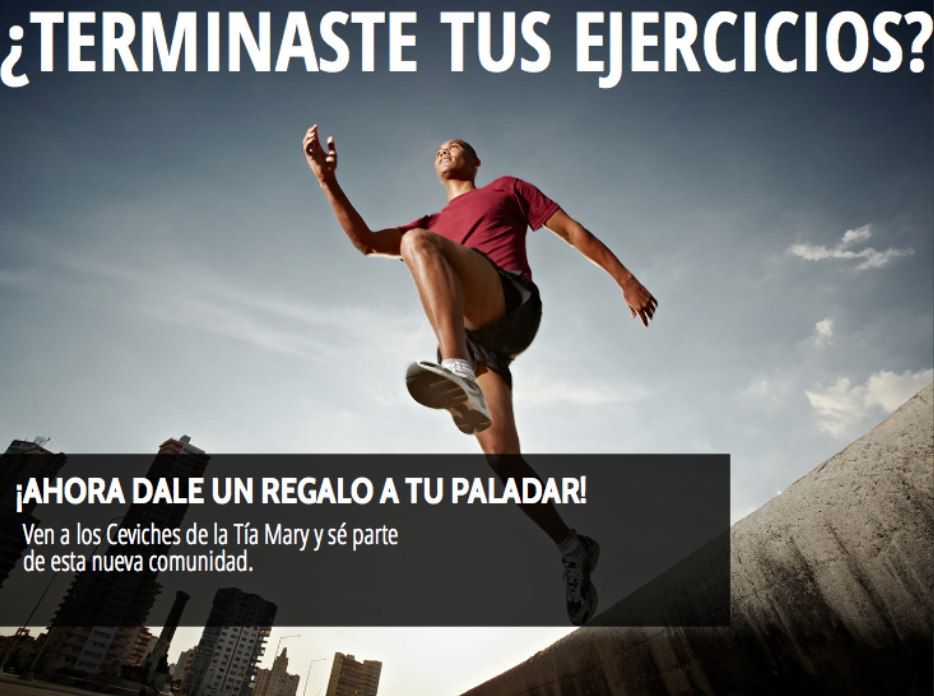 ¿TERMINASTE TUS EJERCICIOS?
¡AHORA DALE UN REGALO A TU PALADAR!
Ven a los Ceviches de la Tía Mary y sé parte
de esta nueva comunidad.